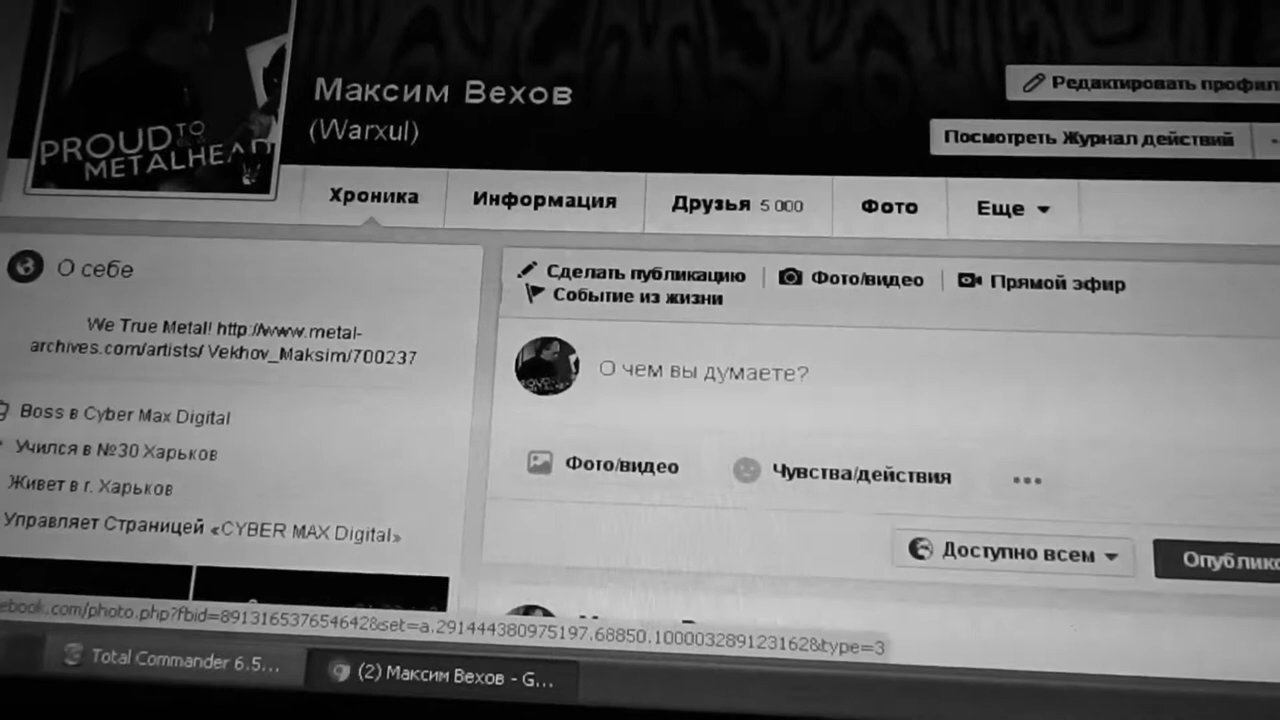 PROUD TO
METALHEAD
Максим Вехов
(Warxul)
Редактировать профиль
Посмотреть Журнал действий
Хроника
Информация
Друзья 5 000
Фото
Еще
О себе
We True Metal! http://www.metal-
archives.com/artists/ Vekhov_Maksim/700237
Boss в Cyber Max Digital
Учился в №30 Харьков
Живет в г. Харьков
Управляет Страницей «CYBER MAX Digital»
Сделать публикацию
Фото/видео
Прямой эфир
Событие из жизни
О чем вы думаете?
Фото/видео
Чувства/действия
Доступно всем
Опублико
ebook.com/photo.php?fbid=891316537654642&set=a.291444380975197.68850.100003289123162&type=3
Total Commander 6.5...
(2) Максим Вехов - G...